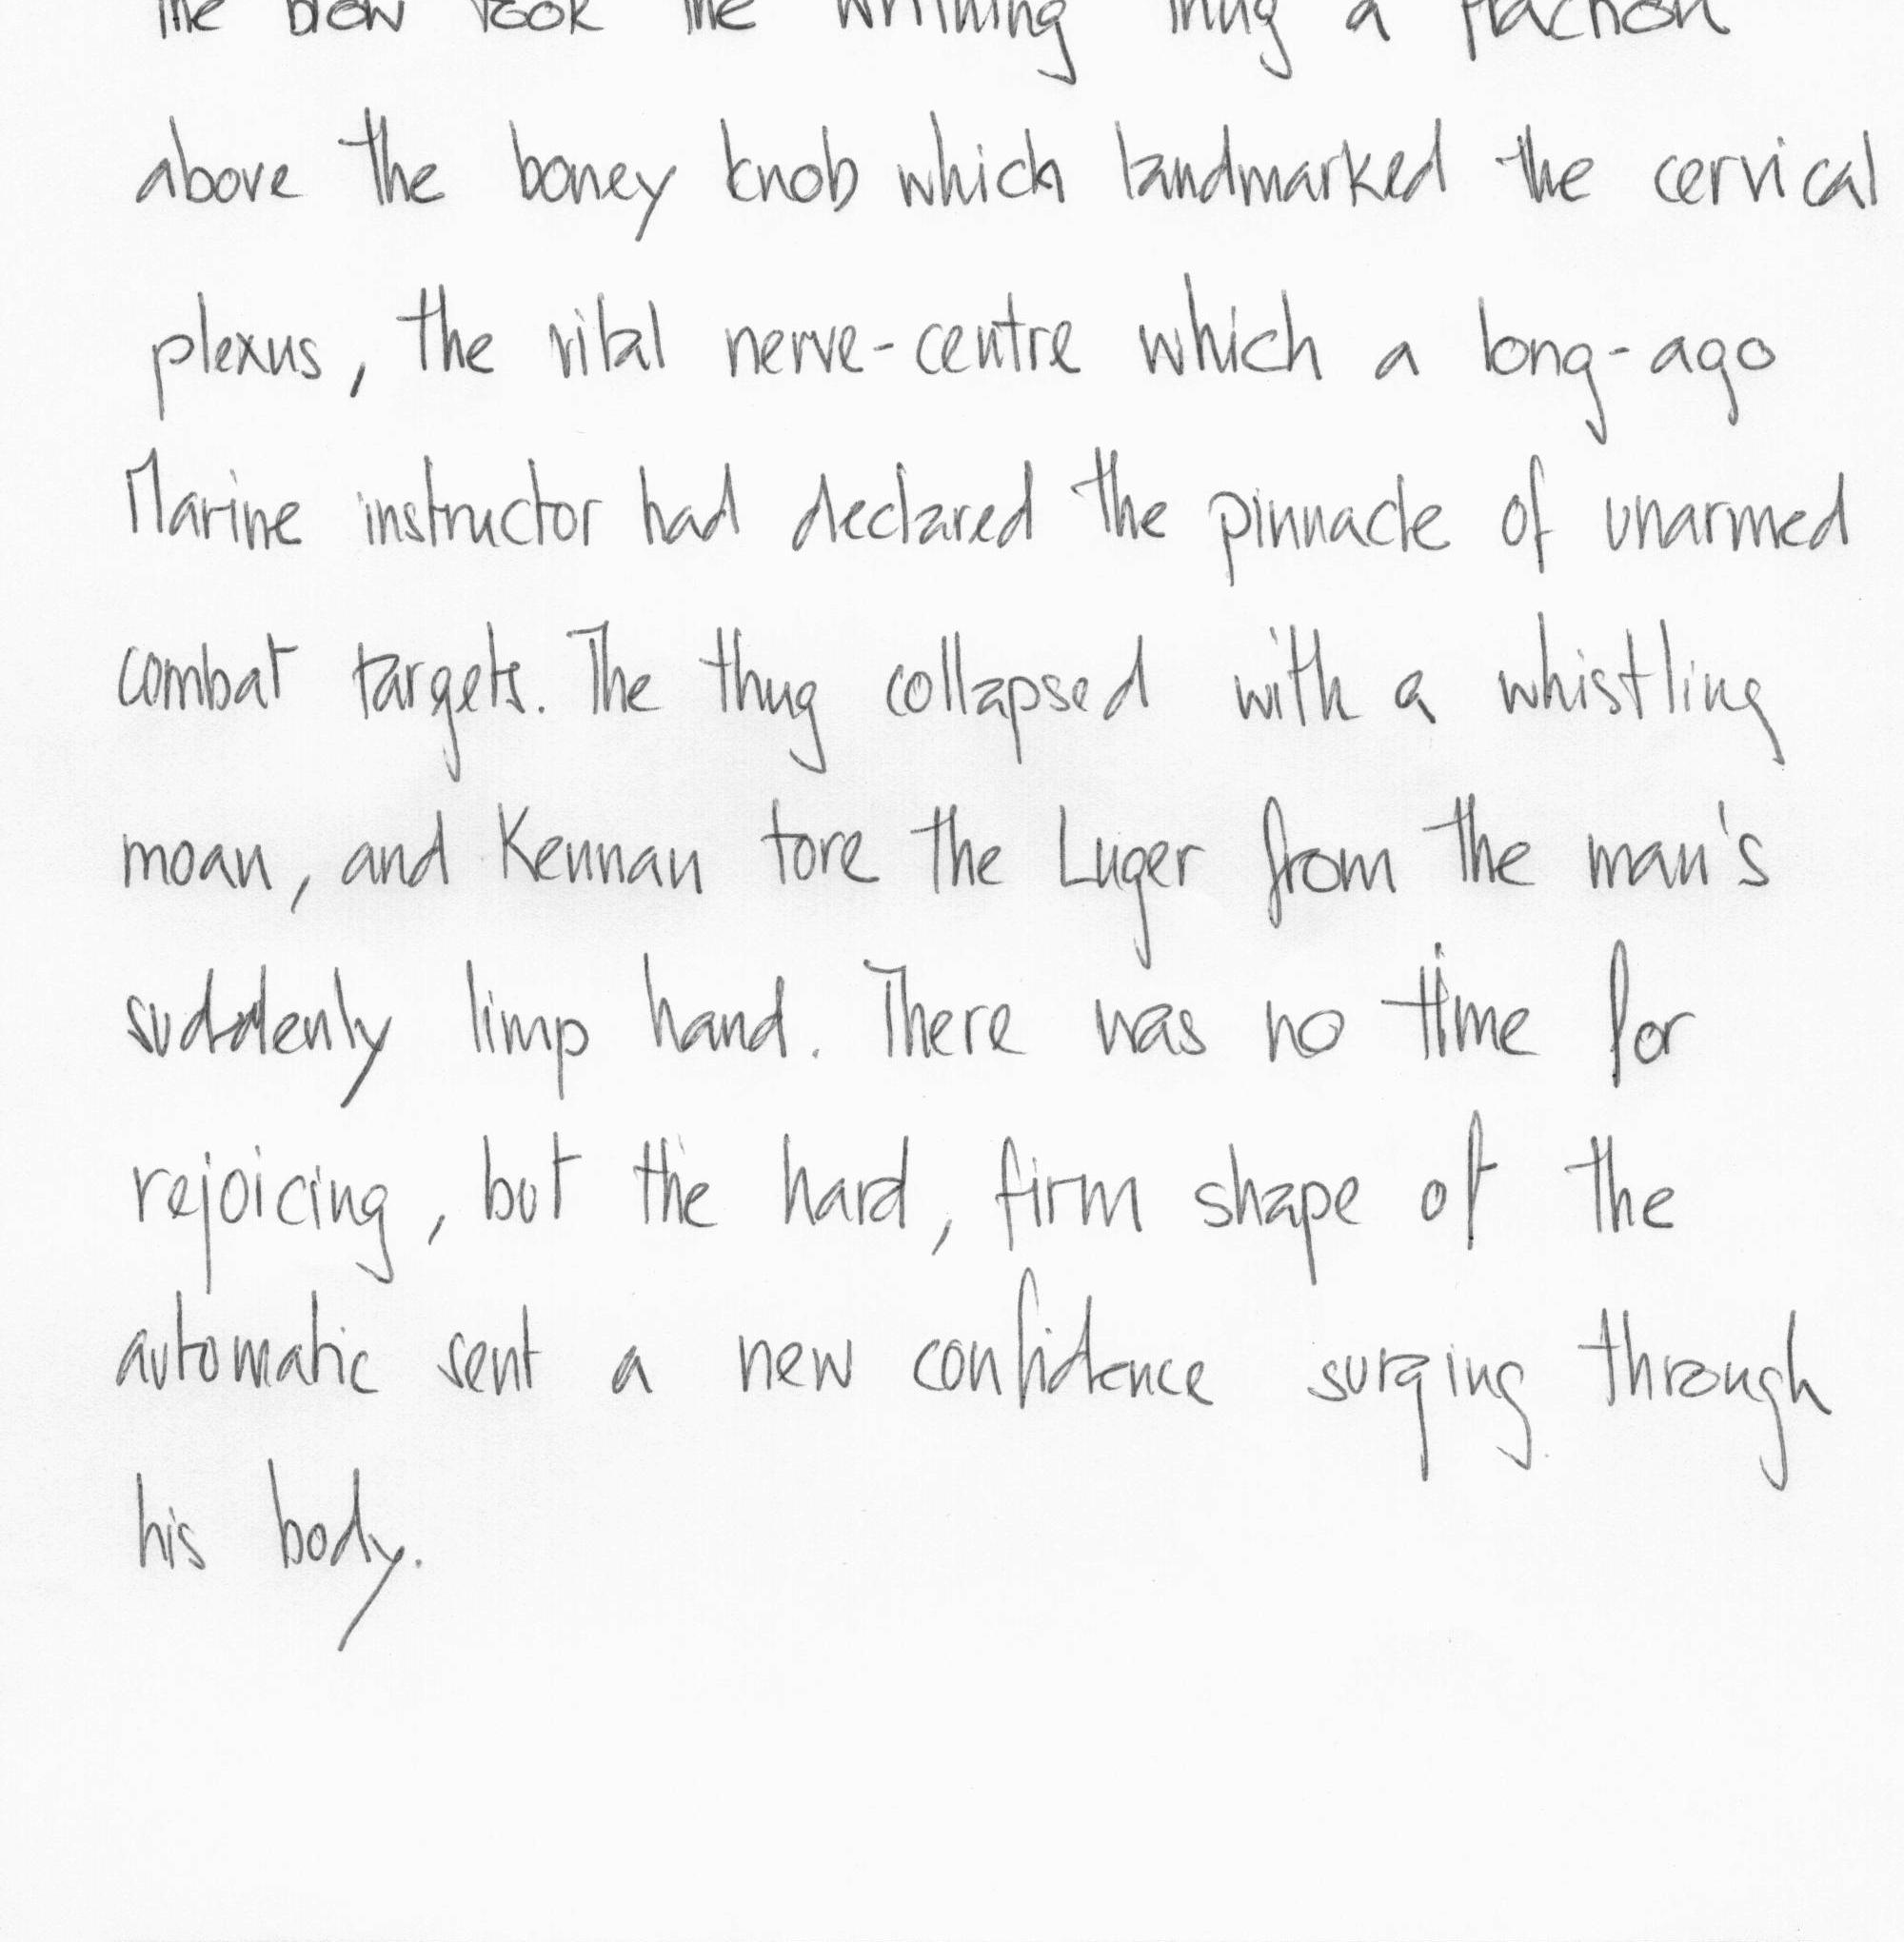 The blow took the writhing thug a fraction
above the boney knob which landmarked the cervical
plexus, the vital nerve-centre which a long-ago
Marine instructor had declared the pinnacle of unarmed
combat targets. The thug collapsed with a whistling
moan, and Kennan tore the Luger from the man's
suddenly limp hand. There was no time for
rejoicing, but the hard, firm shape of the
automatic sent a new confidence surging through
his body.